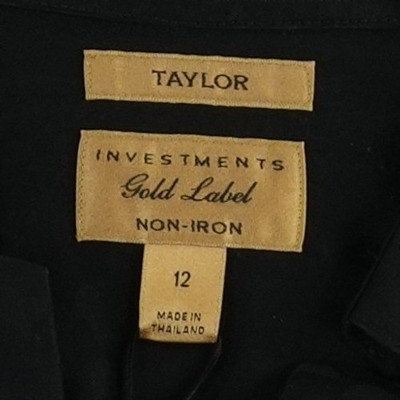 TAYLOR
INVESTMENTS
Gold Label
NON-IRON
12
MADE IN
THAILAND